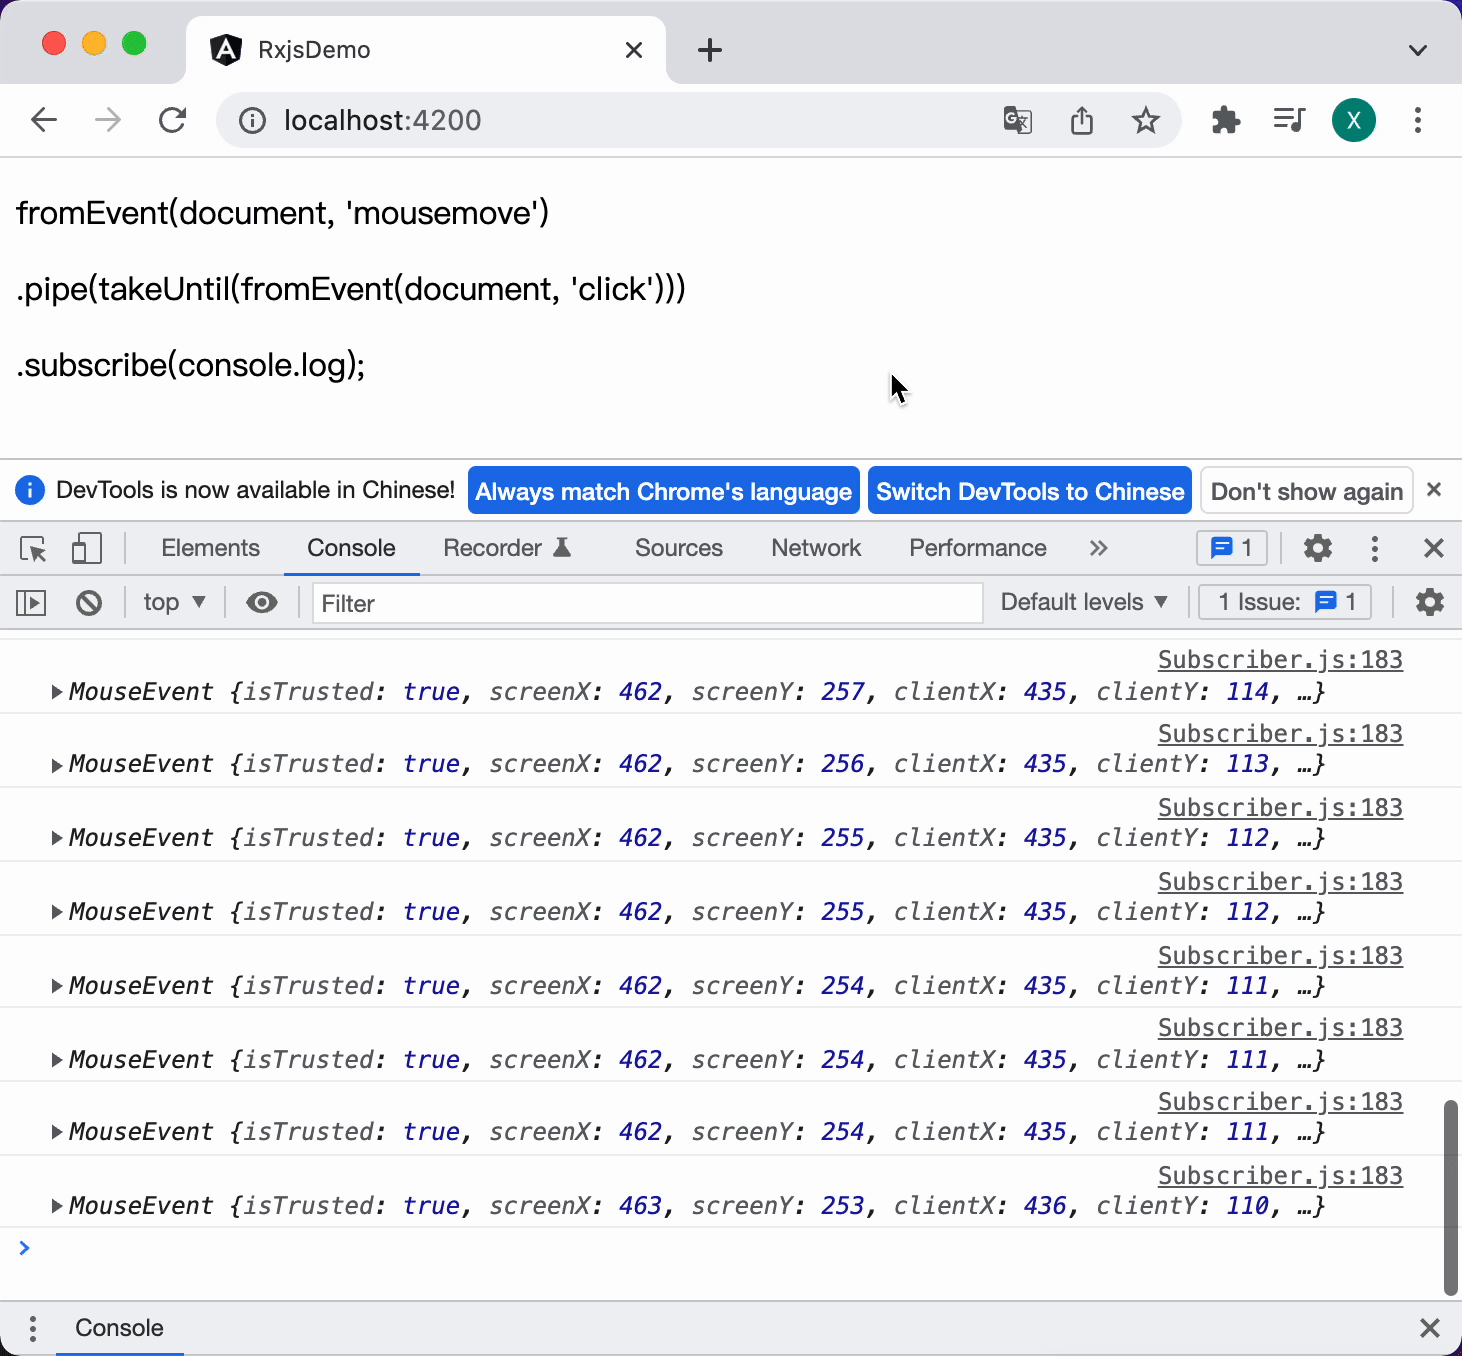 RxjsDemo
localhost:4200
X
fromEvent(document, 'mousemove')
.pipe(takeUntil(fromEvent(document, 'click')))
.subscribe(console.log);
DevTools is now available in Chinese! Always match Chrome's language Switch DevTools to Chinese Don't show again
Elements Console Recorder Sources Network Performance 1
top Filter Default levels 1 Issue: 1
Subscriber.js:183
MouseEvent {isTrusted: true, screenX: 462, screenY: 257, clientX: 435, clientY: 114, …}
Subscriber.js:183
MouseEvent {isTrusted: true, screenX: 462, screenY: 256, clientX: 435, clientY: 113, …}
Subscriber.js:183
MouseEvent {isTrusted: true, screenX: 462, screenY: 255, clientX: 435, clientY: 112, …}
Subscriber.js:183
MouseEvent {isTrusted: true, screenX: 462, screenY: 255, clientX: 435, clientY: 112, …}
Subscriber.js:183
MouseEvent {isTrusted: true, screenX: 462, screenY: 254, clientX: 435, clientY: 111, …}
Subscriber.js:183
MouseEvent {isTrusted: true, screenX: 462, screenY: 254, clientX: 435, clientY: 111, …}
Subscriber.js:183
MouseEvent {isTrusted: true, screenX: 462, screenY: 254, clientX: 435, clientY: 111, …}
Subscriber.js:183
MouseEvent {isTrusted: true, screenX: 463, screenY: 253, clientX: 436, clientY: 110, …}
Console